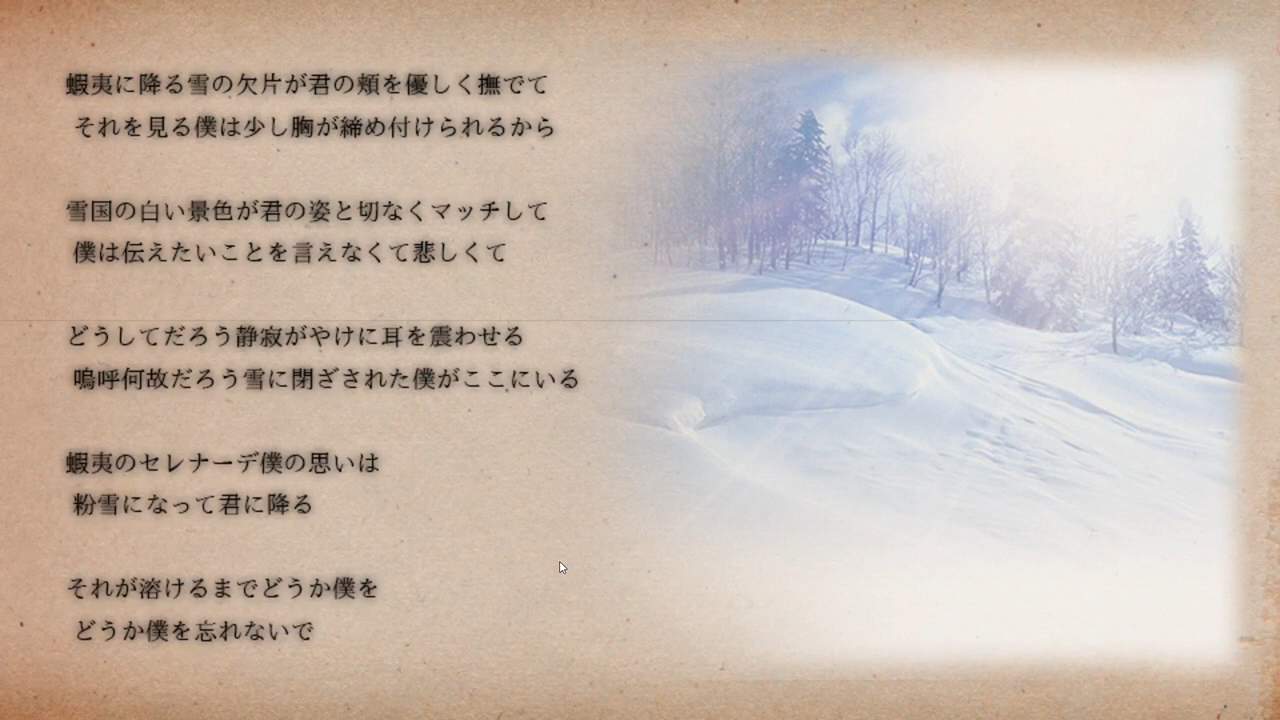 蝦夷に降る雪の欠片が君の頬を優しく撫でて
それを見る僕は少し胸が締め付けられるから
雪国の白い景色が君の姿と切なくマッチして
僕は伝えたいことを言えなくて悲しくて
どうしてだろう静寂がやけに耳を震わせる
嗚呼何故だろう雪に閉ざされた僕がここにいる
蝦夷のセレナーデ僕の思いは
粉雪になって君に降る
それが溶けるまでどうか僕を
どうか僕を忘れないで